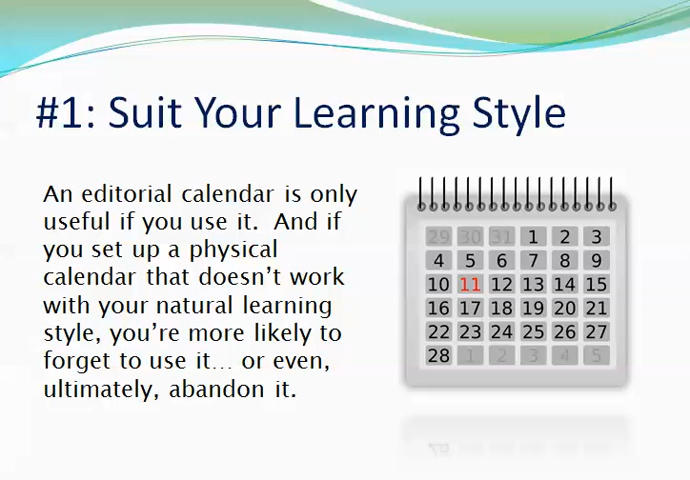 #1: Suit Your Learning Style
An editorial calendar is only
useful if you use it.  And if
you set up a physical
calendar that doesn't work
with your natural learning
style, you're more likely to
forget to use it... or even,
ultimately, abandon it.
29 30 31 1 2 3
4 5 6 7 8 9
10 11 12 13 14 15
16 17 18 19 20 21
22 23 24 25 26 27
28 1 2 3 4 5